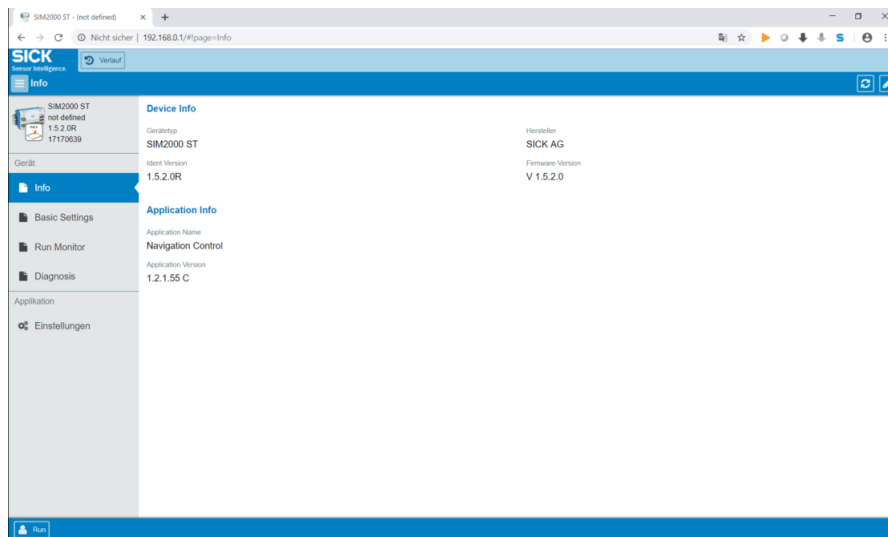 SIM2000 ST - (not defined)
Nicht sicher | 192.168.0.1/#!page=Info
SICK
Sensor Intelligence.
Verlauf
Info
SIM2000 ST
not defined
1.5.2.0R
17170639
Gerät
Info
Basic Settings
Run Monitor
Diagnosis
Applikation
Einstellungen
Device Info
Gerätetyp
SIM2000 ST
Hersteller
SICK AG
Ident Version
1.5.2.0R
Firmware-Version
V 1.5.2.0
Application Info
Application Name
Navigation Control
Application Version
1.2.1.55 C
Run